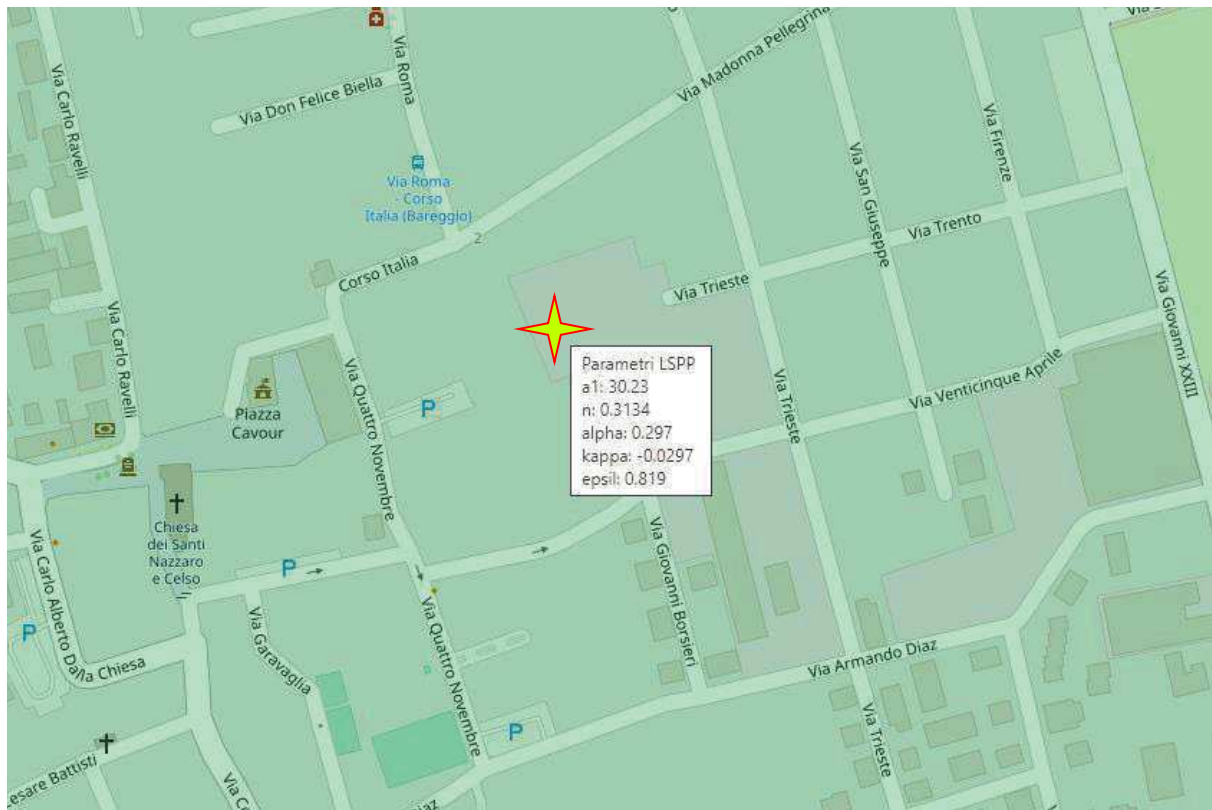 Via Roma
Via Madonna Pellegrina
Via Carlo Ravelli
Via Don Felice Biella
Via Firenze
Via San Giuseppe
Via Roma
- Corso
Italia (Bareggio)
2
Via Trento
Corso Italia
Via Trieste
Via Giovanni XXIII
Via Carlo Ravelli
Parametri LSPP
a1: 30.23
n: 0.3134
alpha: 0.297
kappa: -0.0297
epsil: 0.819
Via Quattro Novembre
Via Trieste
Via Venticinque Aprile
Piazza
Cavour
P
Chiesa
dei Santi
Nazzaro
e Celso
P
Via Carlo Alberto Dalla Chiesa
Via Giovanni Borsieri
P
Via Garavaglia
Via Quattro Novembre
Via Armando Diaz
Via Trieste
P
esare Battisti
Via C
iaz